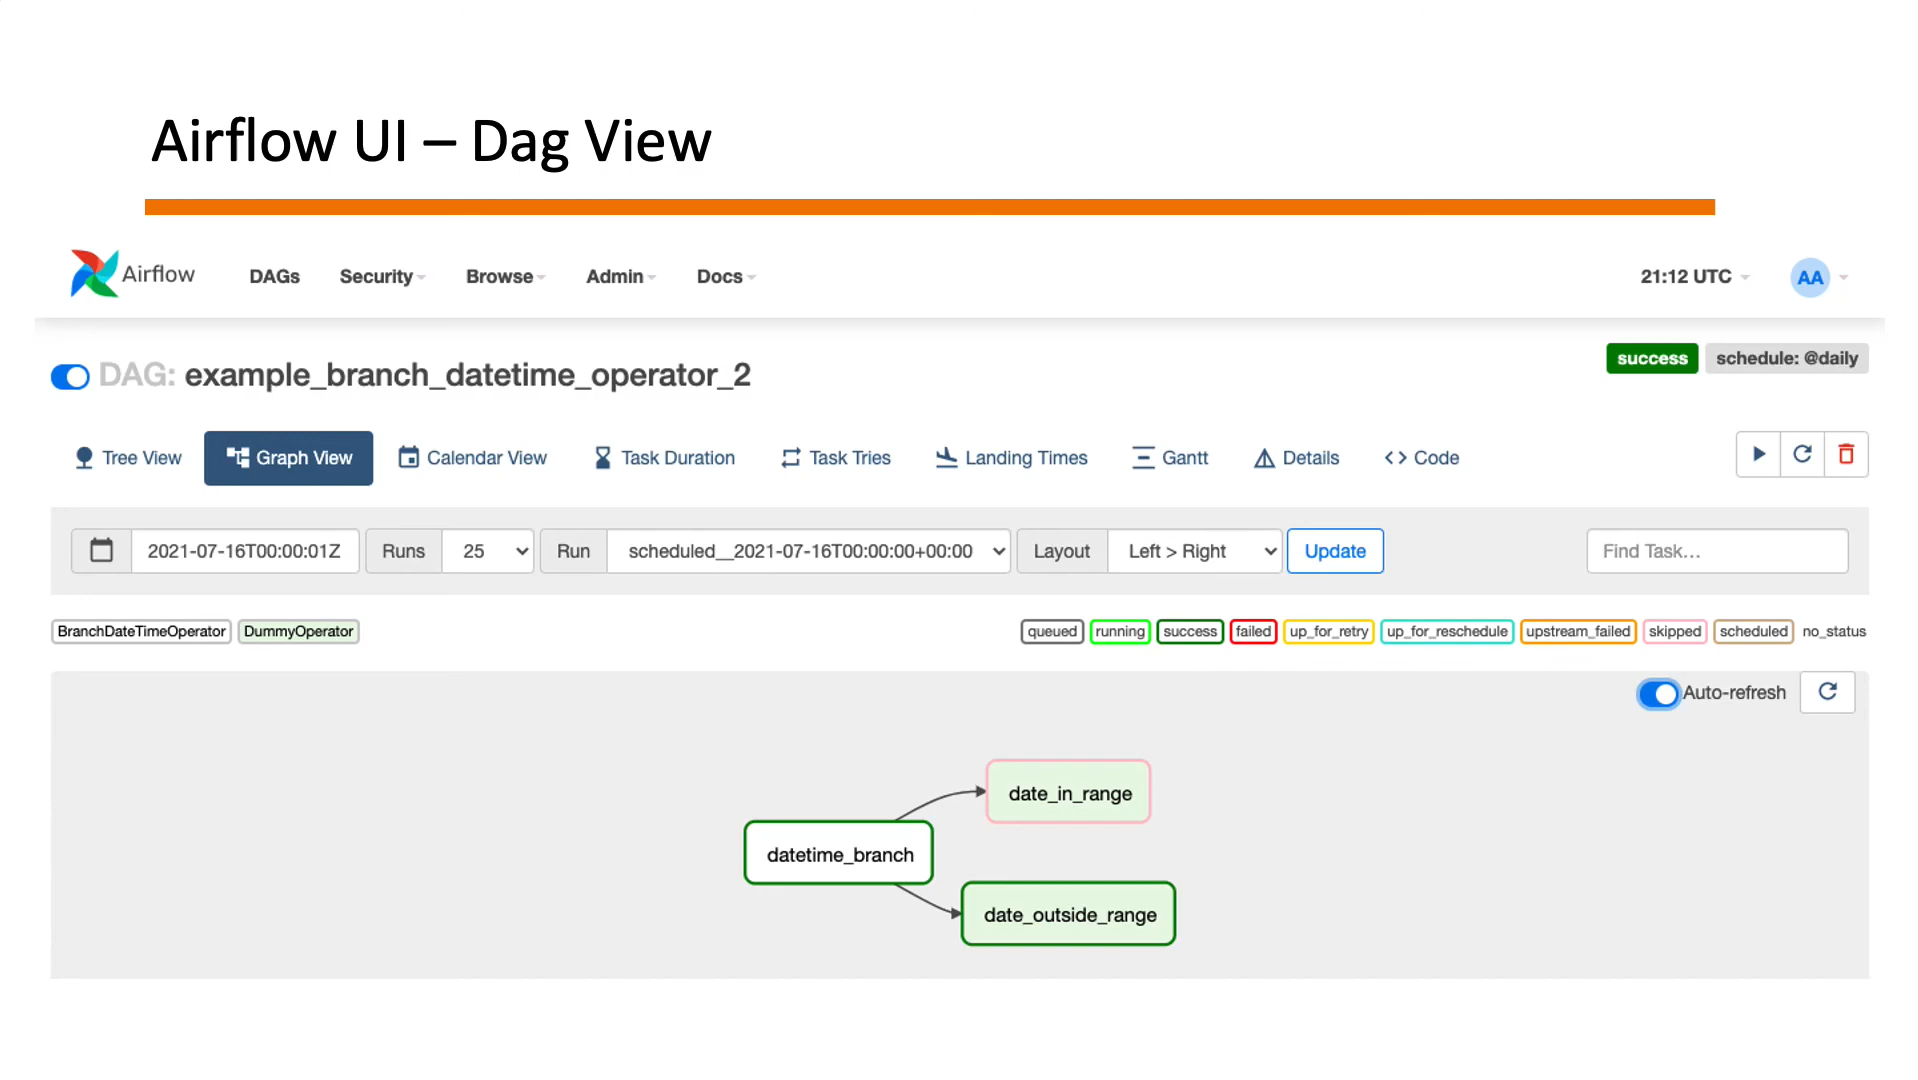 Airflow UI – Dag View
Airflow DAGs Security Browse Admin Docs 21:12 UTC AA
success schedule: @daily
DAG: example_branch_datetime_operator_2
Tree View Graph View Calendar View Task Duration Task Tries Landing Times Gantt Details <> Code
2021-07-16T00:00:01Z Runs 25 Run scheduled__2021-07-16T00:00:00+00:00 Layout Left > Right Update Find Task...
BranchDateTimeOperator DummyOperator queued running success failed up_for_retry up_for_reschedule upstream_failed skipped scheduled no_status
Auto-refresh
date_in_range
datetime_branch
date_outside_range